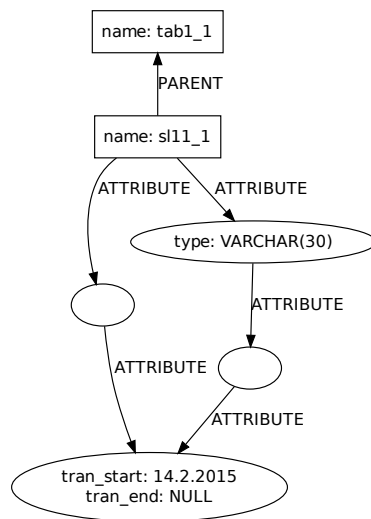 name: tab1_1
PARENT
name: sl11_1
ATTRIBUTE
ATTRIBUTE
type: VARCHAR(30)
ATTRIBUTE
ATTRIBUTE
ATTRIBUTE
tran_start: 14.2.2015
tran_end: NULL